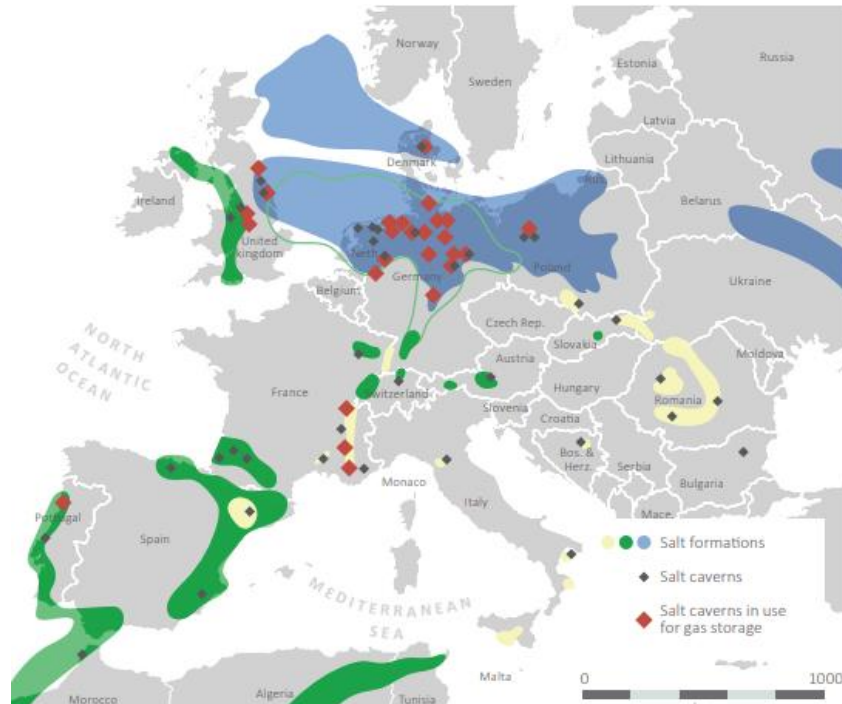 Norway
Russia
Estonia
Sweden
Latvia
Denmark
Lithuania
Rus.
Ireland
Belarus
United
Kingdom
Neth.
Poland
Germany
Belgium
Ukraine
Czech Rep.
NORTH
ATLANTIC
OCEAN
Slovakia
Moldova
Austria
France
Switzerland
Hungary
Romania
Slovenia
Croatia
Bos. &
Herz.
Serbia
Monaco
Bulgaria
Italy
Portugal
Mace.
Spain
Salt formations
Salt caverns
Salt caverns in use
for gas storage
MEDITERRANEAN
SEA
Malta
0
1000
Morocco
Algeria
Tunisia